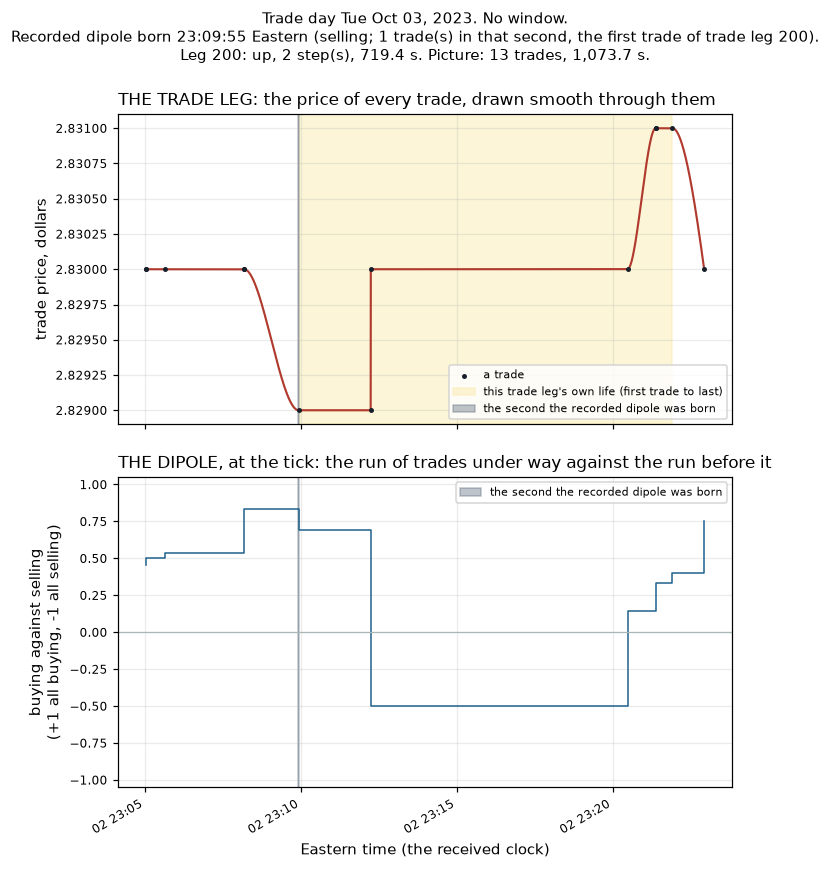 Trade day Tue Oct 03, 2023. No window.
Recorded dipole born 23:09:55 Eastern (selling; 1 trade(s) in that second, the first trade of trade leg 200).
Leg 200: up, 2 step(s), 719.4 s. Picture: 13 trades, 1,073.7 s.
THE TRADE LEG: the price of every trade, drawn smooth through them
trade price, dollars
2.83100
2.83075
2.83050
2.83025
2.83000
2.82975
2.82950
2.82925
2.82900
a trade
this trade leg's own life (first trade to last)
the second the recorded dipole was born
THE DIPOLE, at the tick: the run of trades under way against the run before it
buying against selling
(+1 all buying, -1 all selling)
1.00
0.75
0.50
0.25
0.00
−0.25
−0.50
−0.75
−1.00
the second the recorded dipole was born
02 23:05
02 23:10
02 23:15
02 23:20
Eastern time (the received clock)